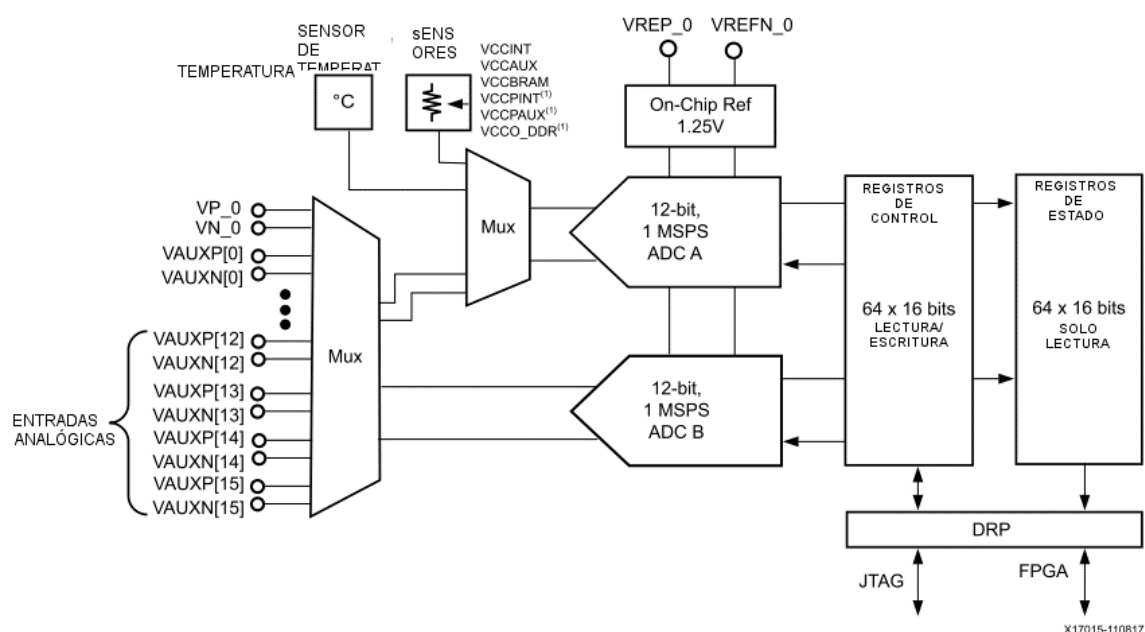 SENSOR
DE
TEMPERAT
TEMPERATURA
sENS
ORES
°C
VCCINT
VCCAUX
VCCBRAM
VCCPINT(1)
VCCPAUX(1)
VCCO_DDR(1)
VREP_0
VREFN_0
On-Chip Ref
1.25V
Mux
12-bit,
1 MSPS
ADC A
REGISTROS
DE
CONTROL
64 x 16 bits
LECTURA/
ESCRITURA
REGISTROS
DE
ESTADO
64 x 16 bits
SOLO
LECTURA
VP_0
VN_0
VAUXP[0]
VAUXN[0]
VAUXP[12]
VAUXN[12]
VAUXP[13]
VAUXN[13]
VAUXP[14]
VAUXN[14]
VAUXP[15]
VAUXN[15]
ENTRADAS
ANALÓGICAS
Mux
12-bit,
1 MSPS
ADC B
DRP
JTAG
FPGA
X17015-110817